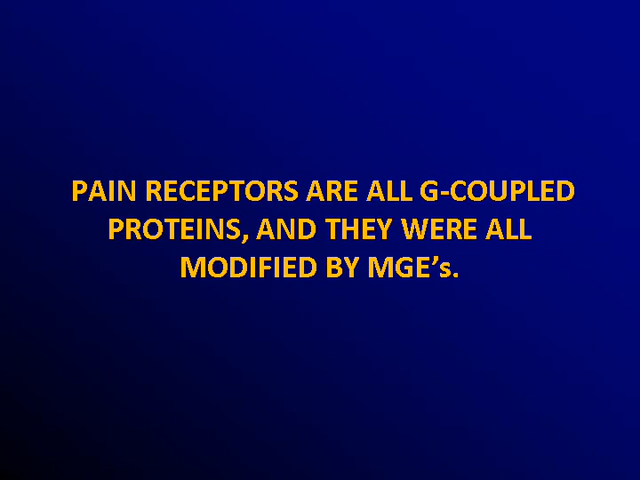 PAIN RECEPTORS ARE ALL G-COUPLED
PROTEINS, AND THEY WERE ALL
MODIFIED BY MGE’s.